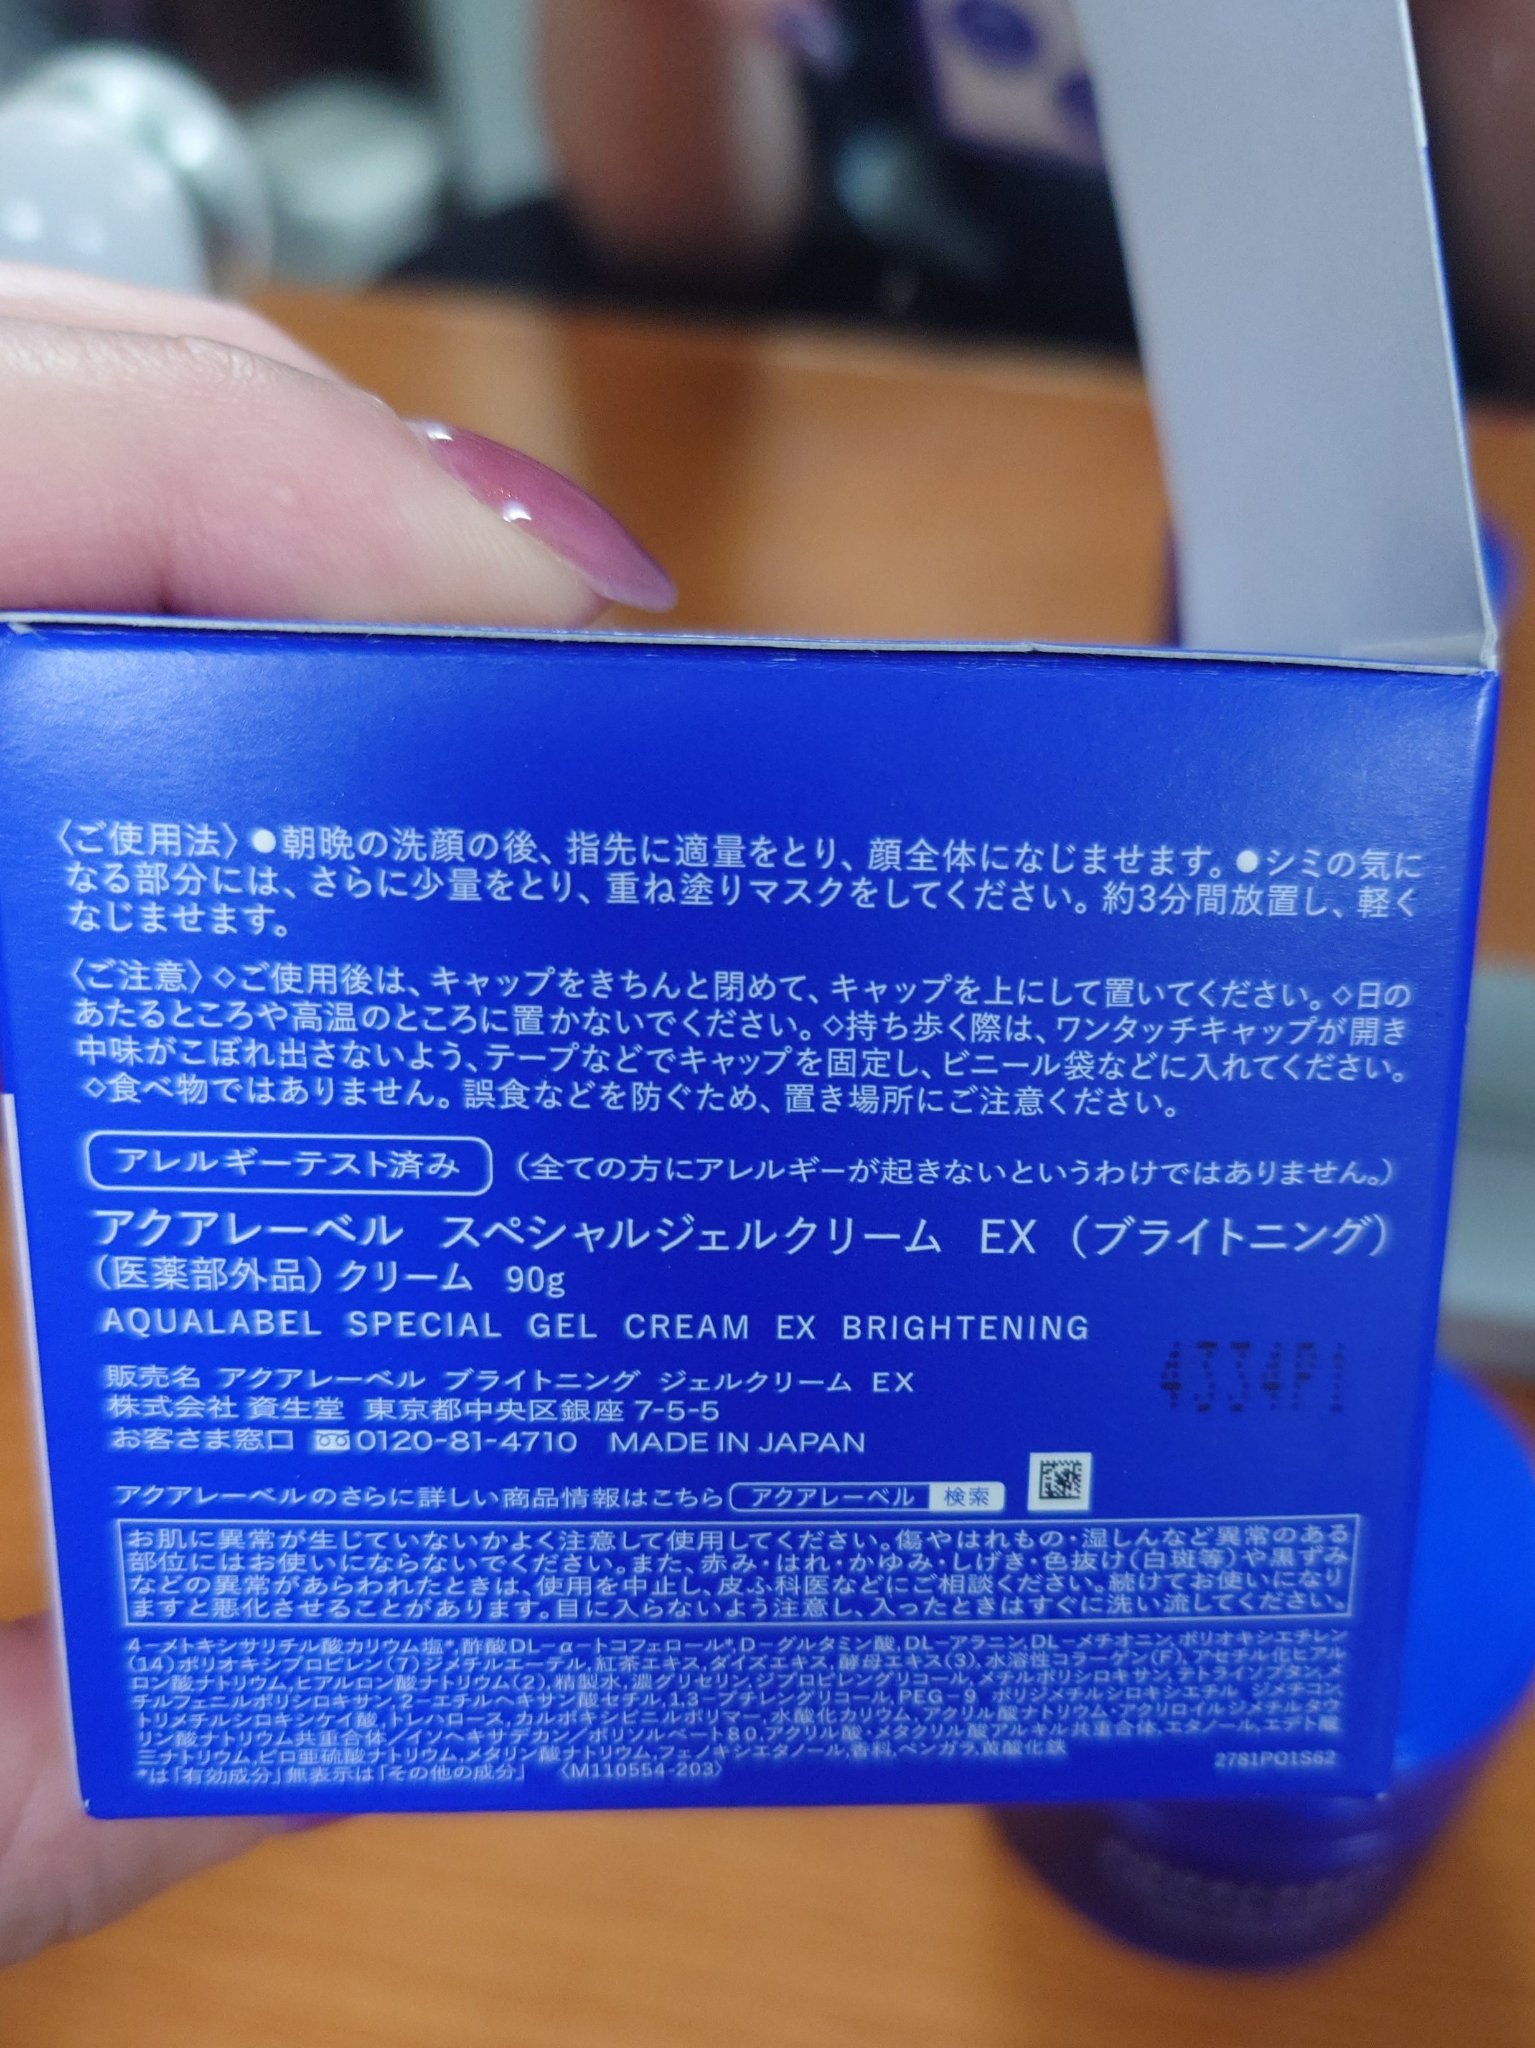 〈ご使用法〉●朝晩の洗顔の後、指先に適量をとり、顔全体になじませます。●シミの気に
なる部分には、さらに少量をとり、重ね塗りマスクをしてください。約3分間放置し、軽く
なじませます。
〈ご注意〉◇ご使用後は、キャップをきちんと閉めて、キャップを上にして置いてください。◇日の
あたるところや高温のところに置かないでください。◇持ち歩く際は、ワンタッチキャップが開き
中味がこぼれ出さないよう、テープなどでキャップを固定し、ビニール袋などに入れてください。
◇食べ物ではありません。誤食などを防ぐため、置き場所にご注意ください。
アレルギーテスト済み (全ての方にアレルギーが起きないというわけではありません。)
アクアレーベル スペシャルジェルクリーム EX (ブライトニング)
(医薬部外品) クリーム 90g
AQUALABEL SPECIAL GEL CREAM EX BRIGHTENING
販売名 アクアレーベル ブライトニング ジェルクリーム EX
株式会社 資生堂 東京都中央区銀座 7-5-5
お客さま窓口 0120-81-4710 MADE IN JAPAN
アクアレーベルのさらに詳しい商品情報はこちら アクアレーベル 検索
お肌に異常が生じていないかよく注意して使用してください。傷やはれもの・湿しんなど異常のある
部位にはお使いにならないでください。また、赤み・はれ・かゆみ・しげき・色抜け(白斑等)や黒ずみ
などの異常があらわれたときは、使用を中止し、皮ふ科医などにご相談ください。続けてお使いになり
ますと悪化させることがあります。目に入らないよう注意し、入ったときはすぐに洗い流してください。
4-メトキシサリチル酸カリウム塩*,酢酸DL-α-トコフェロール*,D-グルタミン酸,DL-アラニン,DL-メチオニン,ポリオキシエチレン
(14)ポリオキシプロピレン(7)ジメチルエーテル,紅茶エキス,ダイズエキス,酵母エキス(3),水溶性コラーゲン(F),アセチル化ヒアル
ロン酸ナトリウム,ヒアルロン酸ナトリウム(2),精製水,濃グリセリン,ジプロピレングリコール,メチルポリシロキサン,テトライソブタン,メ
チルフェニルポリシロキサン,2-エチルヘキサン酸セチル,1,3-ブチレングリコール,PEG-9 ポリジメチルシロキシエチル ジメチコン,
トリメチルシロキシケイ酸,トレハロース,カルボキシビニルポリマー,水酸化カリウム,アクリル酸ナトリウム・アクリロイルジメチルタウ
リン酸ナトリウム共重合体/イソヘキサデカン/ポリソルベート80,アクリル酸・メタクリル酸アルキル共重合体,エタノール,エデト酸
三ナトリウム,ピロ亜硫酸ナトリウム,メタリン酸ナトリウム,フェノキシエタノール,香料,ベンガラ,黄酸化鉄
*は「有効成分」無表示は「その他の成分」 〈M110554-203〉 2781PO1S62